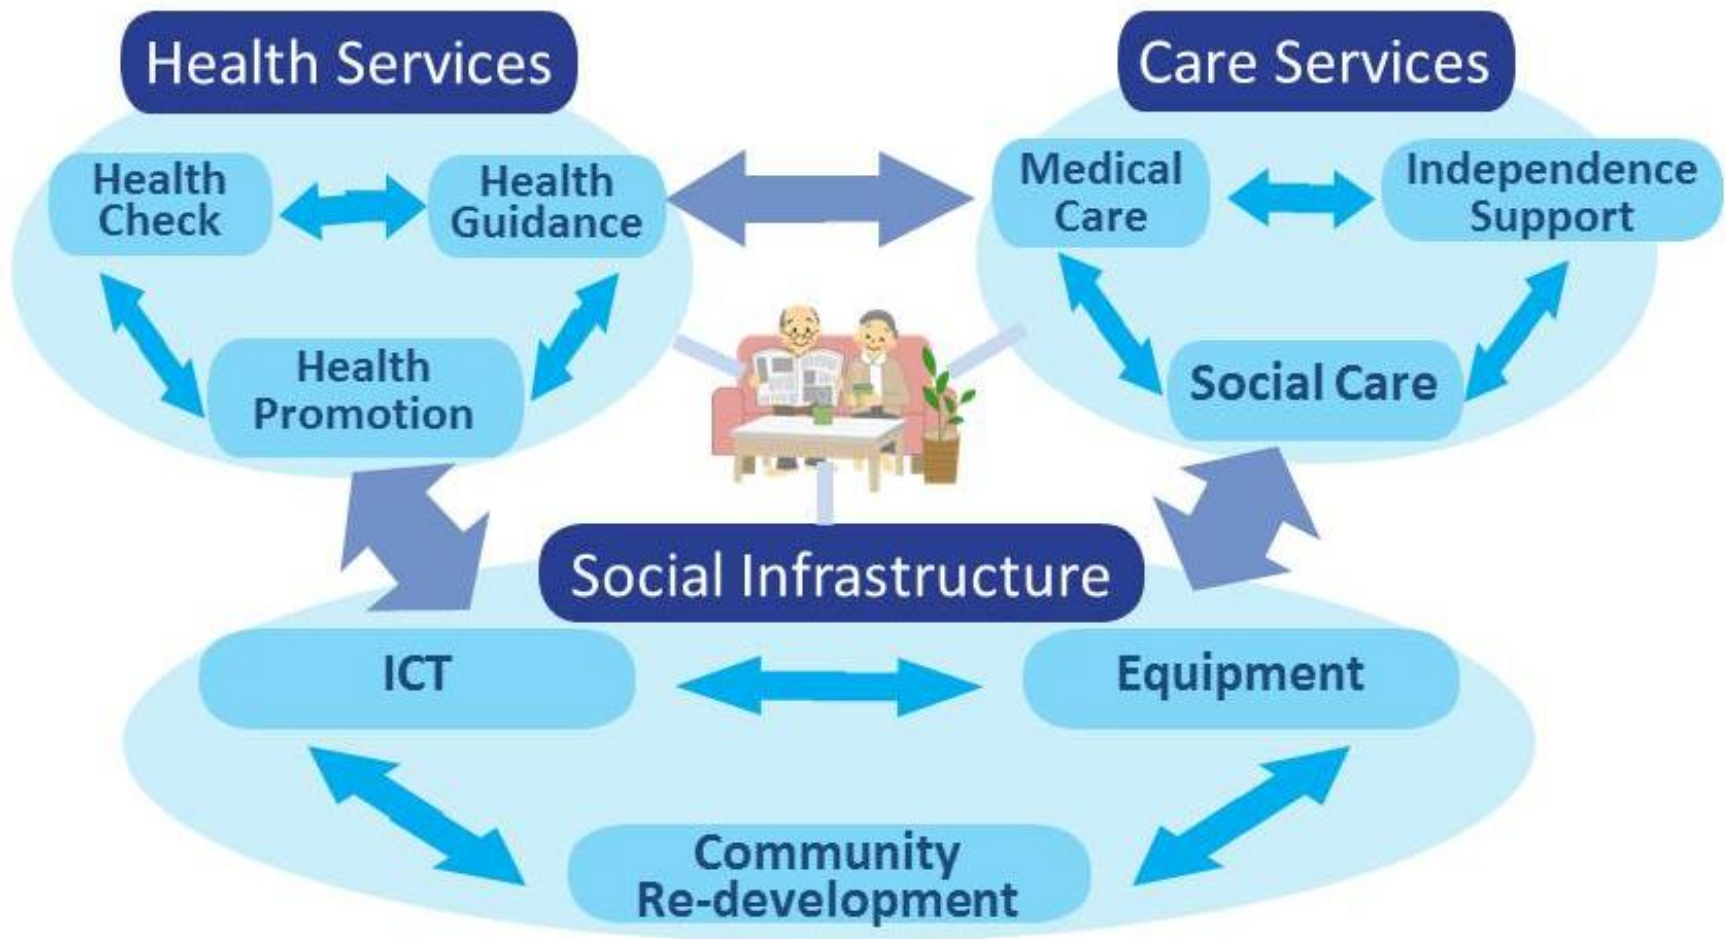 Health Services
Care Services
Health
Check
Health
Guidance
Health
Promotion
Medical
Care
Independence
Support
Social Care
Social Infrastructure
ICT
Equipment
Community
Re-development